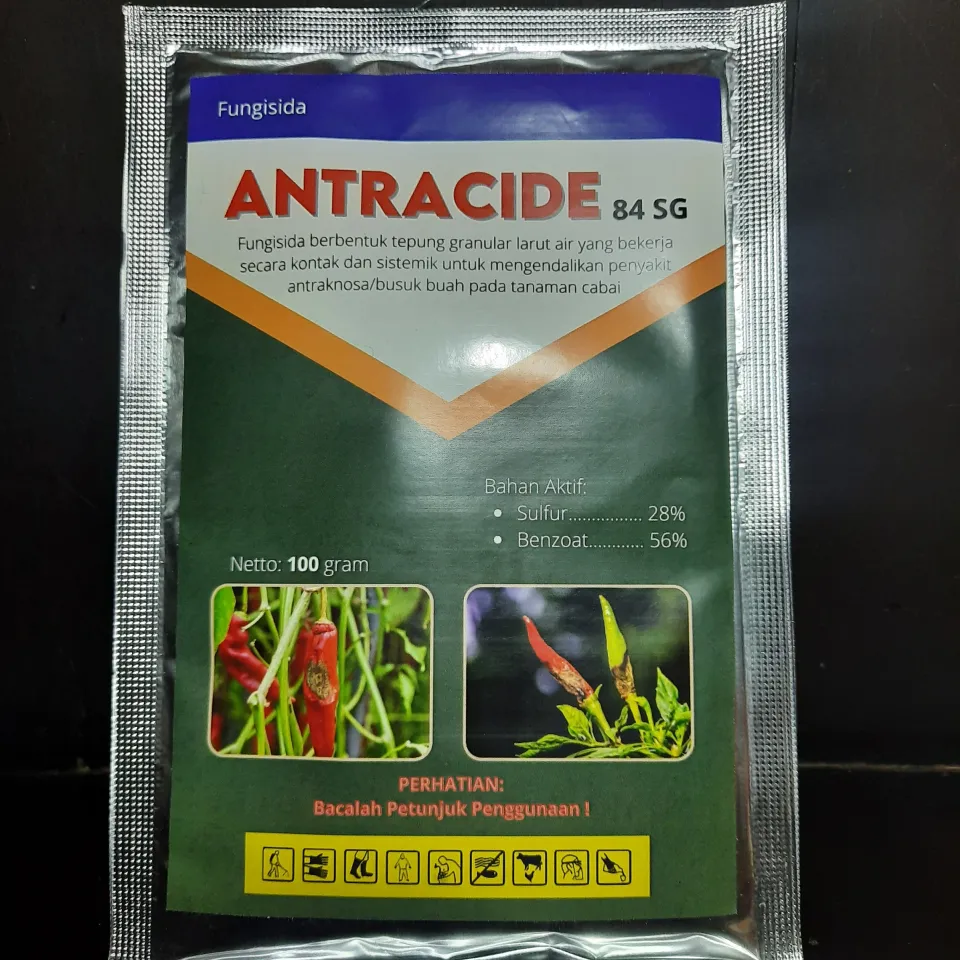 Fungisida
ANTRACIDE 84 SG
Fungisida berbentuk tepung granular larut air yang bekerja
secara kontak dan sistemik untuk mengendalikan penyakit
antraknosa/busuk buah pada tanaman cabai
Bahan Aktif:
• Sulfur................ 28%
• Benzoat............ 56%
Netto: 100 gram
PERHATIAN:
Bacalah Petunjuk Penggunaan !